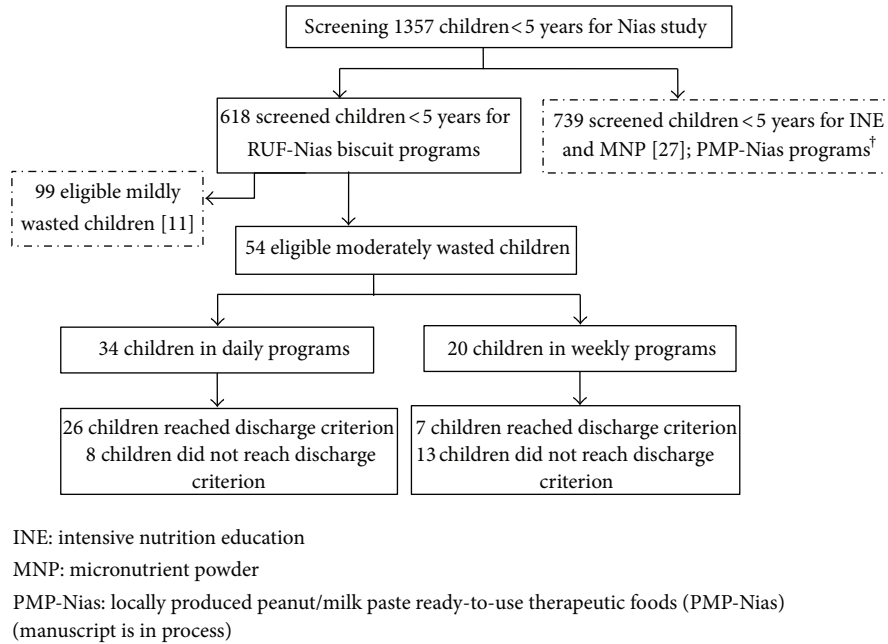 Screening 1357 children<5 years for Nias study
618 screened children<5 years for
RUF-Nias biscuit programs
739 screened children<5 years for INE
and MNP [27]; PMP-Nias programs†
99 eligible mildly
wasted children [11]
54 eligible moderately wasted children
34 children in daily programs
20 children in weekly programs
26 children reached discharge criterion
8 children did not reach discharge
criterion
7 children reached discharge criterion
13 children did not reach discharge
criterion
INE: intensive nutrition education
MNP: micronutrient powder
PMP-Nias: locally produced peanut/milk paste ready-to-use therapeutic foods (PMP-Nias)
(manuscript is in process)